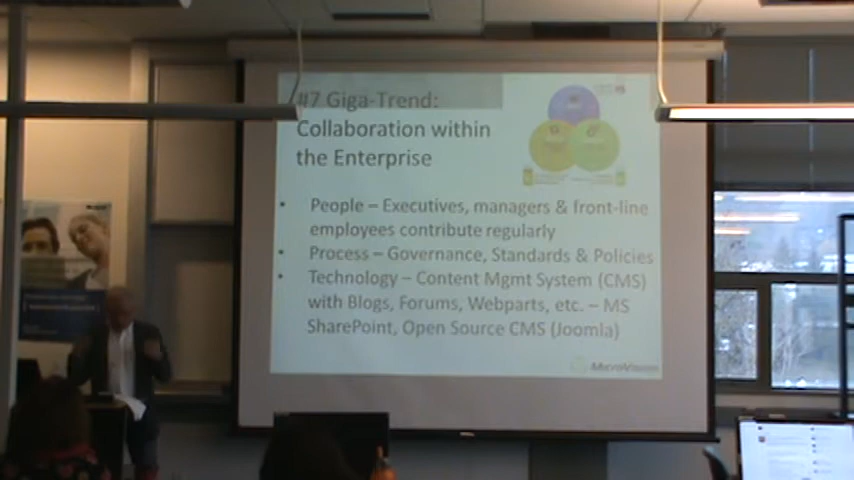 #7 Giga-Trend:
Collaboration within
the Enterprise
• People – Executives, managers & front-line
employees contribute regularly
• Process – Governance, Standards & Policies
• Technology – Content Mgmt System (CMS)
with Blogs, Forums, Webparts, etc. – MS
SharePoint, Open Source CMS (Joomla)